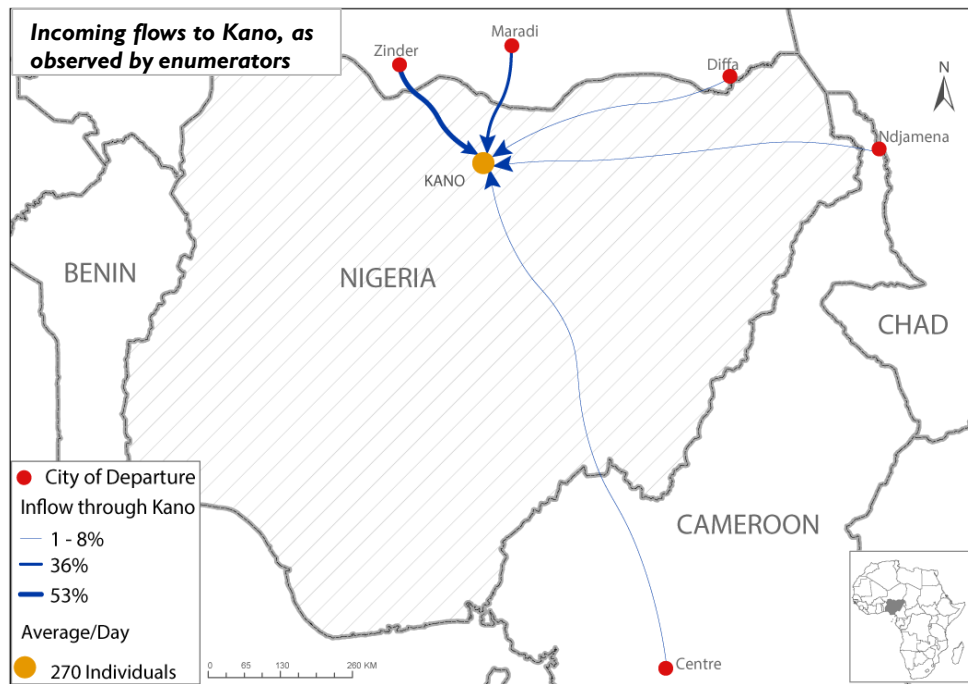 Incoming flows to Kano, as
observed by enumerators
Maradi
Zinder
Diffa
N
Ndjamena
KANO
BENIN
NIGERIA
CHAD
City of Departure
Inflow through Kano
1 - 8%
36%
53%
Average/Day
270 Individuals
CAMEROON
Centre
0 65 130 260 KM